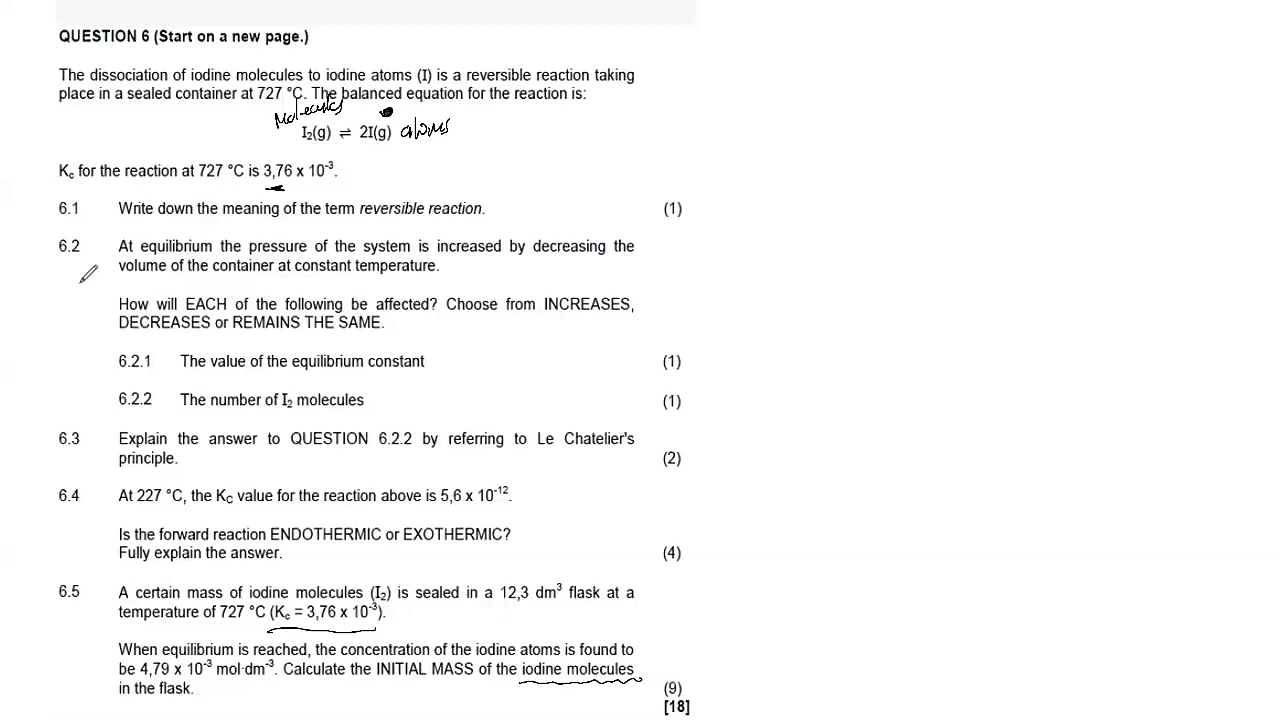 QUESTION 6 (Start on a new page.)
The dissociation of iodine molecules to iodine atoms (I) is a reversible reaction taking
place in a sealed container at 727 °C. The balanced equation for the reaction is:
molecules
I₂(g) ⇌ 2I(g) atoms
Kc for the reaction at 727 °C is 3,76 x 10⁻³.
6.1 Write down the meaning of the term reversible reaction. (1)
6.2 At equilibrium the pressure of the system is increased by decreasing the
volume of the container at constant temperature.
How will EACH of the following be affected? Choose from INCREASES,
DECREASES or REMAINS THE SAME.
6.2.1 The value of the equilibrium constant (1)
6.2.2 The number of I₂ molecules (1)
6.3 Explain the answer to QUESTION 6.2.2 by referring to Le Chatelier's
principle. (2)
6.4 At 227 °C, the KC value for the reaction above is 5,6 x 10⁻¹².
Is the forward reaction ENDOTHERMIC or EXOTHERMIC?
Fully explain the answer. (4)
6.5 A certain mass of iodine molecules (I₂) is sealed in a 12,3 dm³ flask at a
temperature of 727 °C (Kc = 3,76 x 10⁻³).
When equilibrium is reached, the concentration of the iodine atoms is found to
be 4,79 x 10⁻³ mol·dm⁻³. Calculate the INITIAL MASS of the iodine molecules
in the flask. (9)
[18]